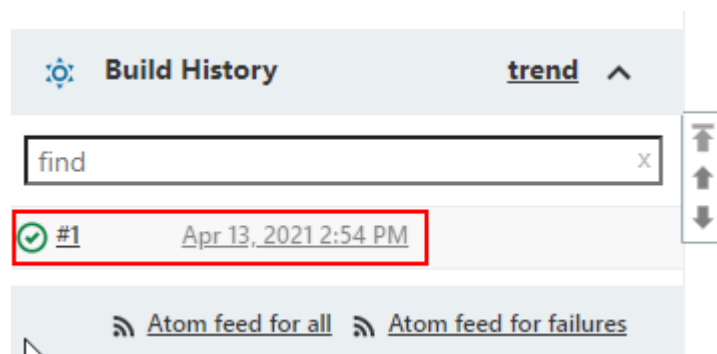 Build History trend
find x
#1 Apr 13, 2021 2:54 PM
Atom feed for all Atom feed for failures